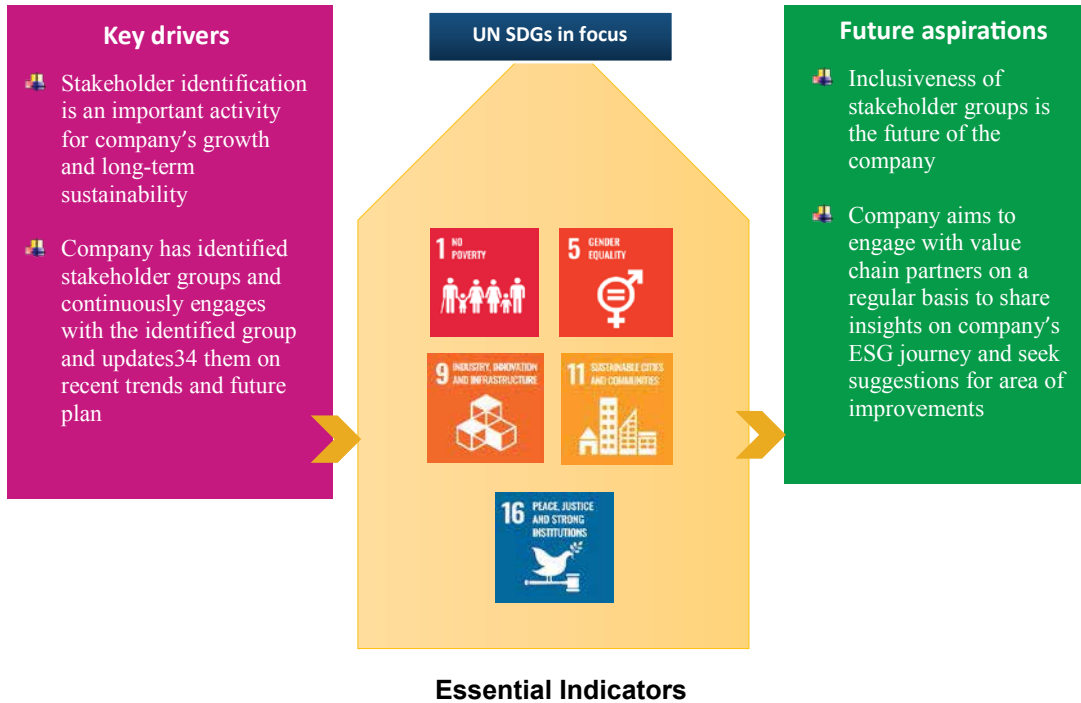 Key drivers
Stakeholder identification
is an important activity
for company's growth
and long-term
sustainability
Company has identified
stakeholder groups and
continuously engages
with the identified group
and updates34 them on
recent trends and future
plan
UN SDGs in focus
1 NO
POVERTY
5 GENDER
EQUALITY
9 INDUSTRY, INNOVATION
AND INFRASTRUCTURE
11 SUSTAINABLE CITIES
AND COMMUNITIES
16 PEACE, JUSTICE
AND STRONG
INSTITUTIONS
Future aspirations
Inclusiveness of
stakeholder groups is
the future of the
company
Company aims to
engage with value
chain partners on a
regular basis to share
insights on company's
ESG journey and seek
suggestions for area of
improvements
Essential Indicators